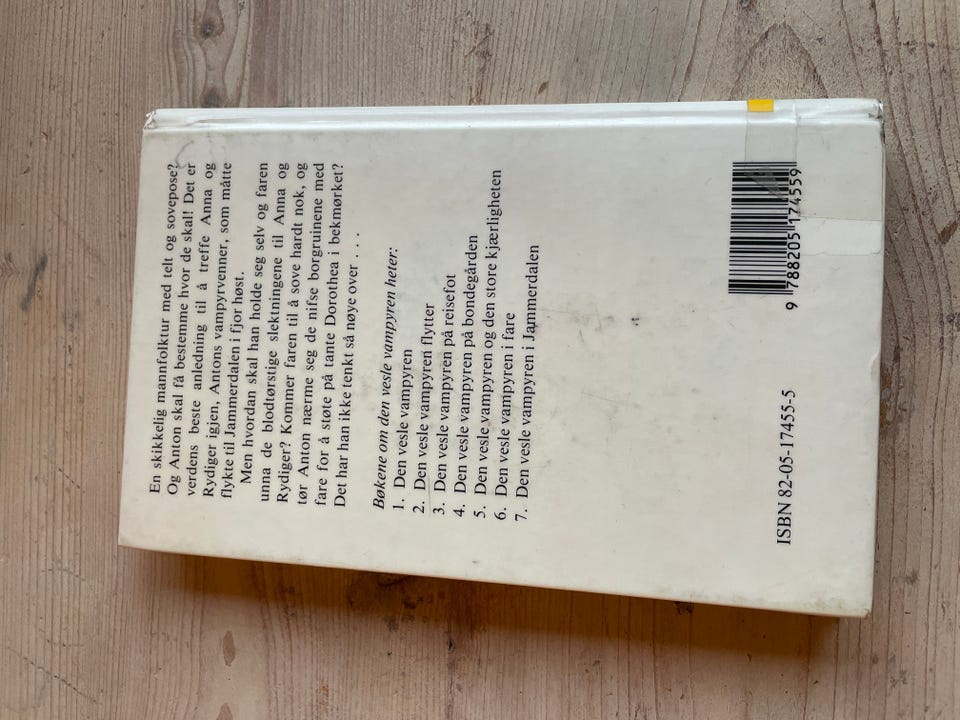 En skikkelig mannfolktur med telt og sovepose?
Og Anton skal få bestemme hvor de skal! Det er
verdens beste anledning til å treffe Anna og
Rydiger igjen, Antons vampyrvenner, som måtte
flykte til Jammerdalen i fjor høst.
Men hvordan skal han holde seg selv og faren
unna de blodtørstige slektningene til Anna og
Rydiger? Kommer faren til å sove hardt nok, og
tør Anton nærme seg de nifse borgruinene med
fare for å støte på tante Dorothea i bekmørket?
Det har han ikke tenkt så nøye over . . . .
Bøkene om den vesle vampyren heter:
1. Den vesle vampyren
2. Den vesle vampyren flytter
3. Den vesle vampyren på reisefot
4. Den vesle vampyren på bondegården
5. Den vesle vampyren og den store kjærligheten
6. Den vesle vampyren i fare
7. Den vesle vampyren i Jammerdalen
ISBN 82-05-17455-5
9 788205 174559